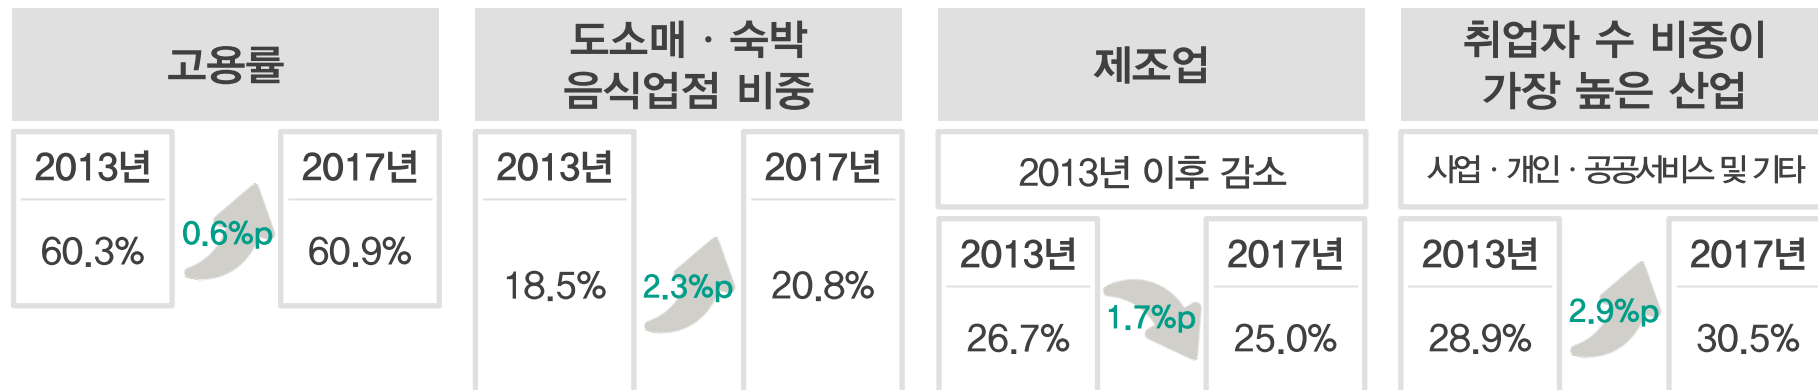 고용률
2013년
60.3%
0.6%p
2017년
60.9%
도소매 · 숙박
음식업점 비중
2013년
18.5%
2.3%p
2017년
20.8%
제조업
2013년 이후 감소
2013년
26.7%
1.7%p
2017년
25.0%
취업자 수 비중이
가장 높은 산업
사업 · 개인 · 공공서비스 및 기타
2013년
28.9%
2.9%p
2017년
30.5%